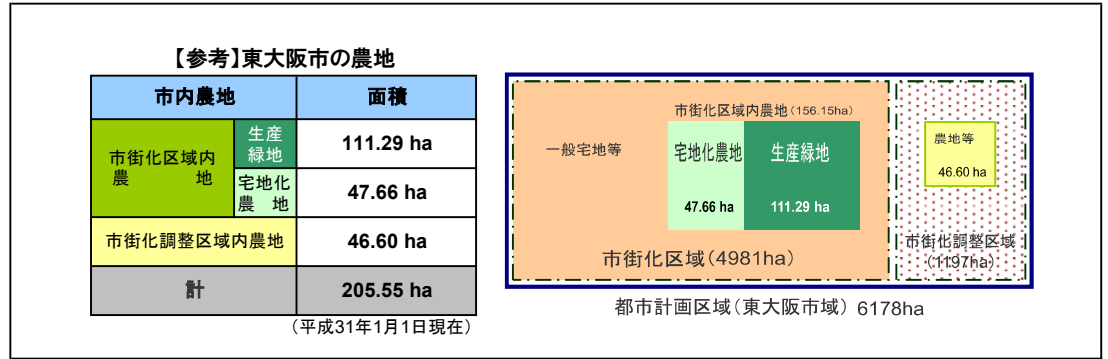 【参考】東大阪市の農地
市内農地 面積
市街化区域内
農地
生産
緑地
111.29 ha
宅地化
農地
47.66 ha
市街化調整区域内農地 46.60 ha
計 205.55 ha
（平成31年1月1日現在）
市街化区域内農地（156.15ha）
一般宅地等
宅地化農地
47.66 ha
生産緑地
111.29 ha
市街化区域（4981ha）
農地等
46.60 ha
市街化調整区域
（1197ha）
都市計画区域（東大阪市域） 6178ha